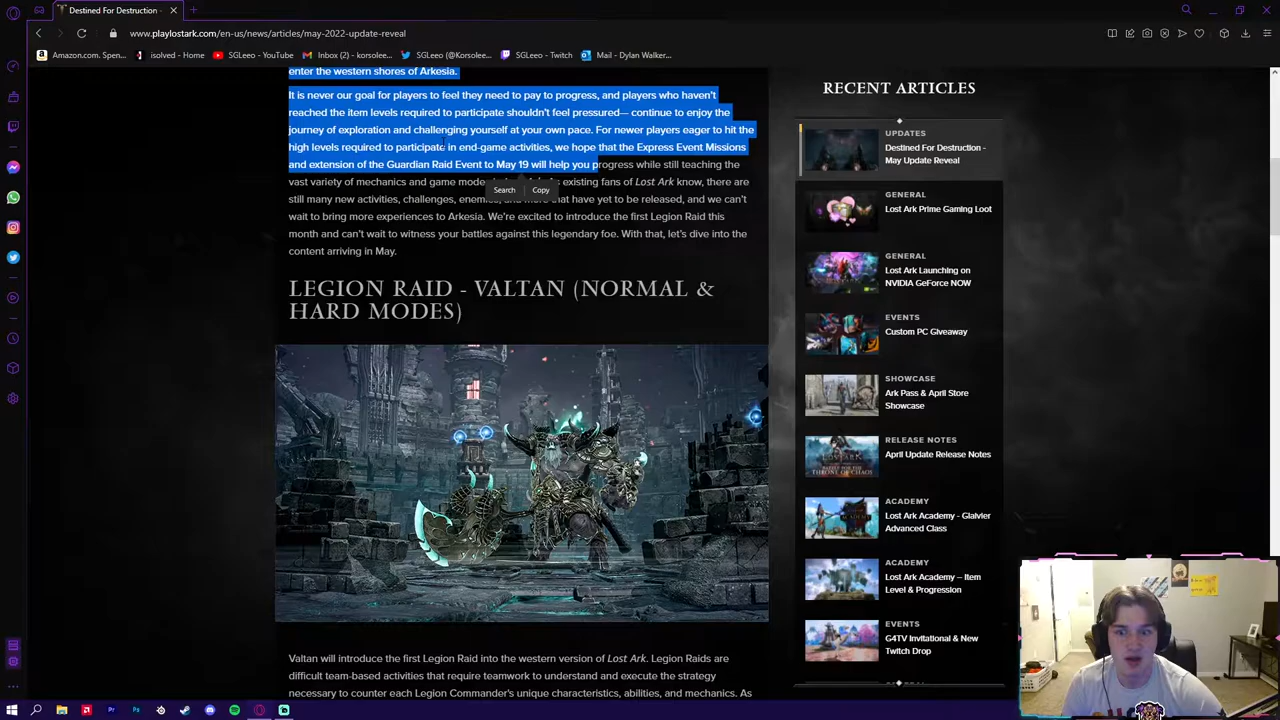 Destined For Destruction -
www.playlostark.com/en-us/news/articles/may-2022-update-reveal
Amazon.com. Spen...
isolved - Home
SGLeeo - YouTube
Inbox (2) - korsolee...
SGLeeo (@Korsolee...
SGLeeo - Twitch
Mail - Dylan Walker...
enter the western shores of Arkesia.
It is never our goal for players to feel they need to pay to progress, and players who haven't
reached the item levels required to participate shouldn't feel pressured— continue to enjoy the
journey of exploration and challenging yourself at your own pace. For newer players eager to hit the
high levels required to participate in end-game activities, we hope that the Express Event Missions
and extension of the Guardian Raid Event to May 19 will help you progress while still teaching the
vast variety of mechanics and game mode existing fans of Lost Ark know, there are
still many new activities, challenges, enemies, and more that have yet to be released, and we can't
wait to bring more experiences to Arkesia. We're excited to introduce the first Legion Raid this
month and can't wait to witness your battles against this legendary foe. With that, let's dive into the
content arriving in May.
Search Copy
LEGION RAID - VALTAN (NORMAL &
HARD MODES)
Valtan will introduce the first Legion Raid into the western version of Lost Ark. Legion Raids are
difficult team-based activities that require teamwork to understand and execute the strategy
necessary to counter each Legion Commander's unique characteristics, abilities, and mechanics. As
RECENT ARTICLES
UPDATES
Destined For Destruction -
May Update Reveal
GENERAL
Lost Ark Prime Gaming Loot
GENERAL
Lost Ark Launching on
NVIDIA GeForce NOW
EVENTS
Custom PC Giveaway
SHOWCASE
Ark Pass & April Store
Showcase
RELEASE NOTES
April Update Release Notes
BATTLE FOR THE
THRONE OF CHAOS
ACADEMY
Lost Ark Academy - Glaivier
Advanced Class
ACADEMY
Lost Ark Academy – Item
Level & Progression
EVENTS
G4TV Invitational & New
Twitch Drop